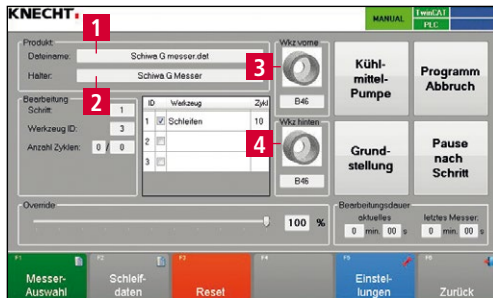 KNECHT.
MANUAL
TwinCAT
PLC
Produkt:
1
Dateiname:
Schiwa G messer.dat
Halter:
Schiwa G Messer
2
Wkz vorne
3
B46
Kühl-
mittel-
Pumpe
Programm
Abbruch
Bearbeitung
Schritt:
1
Werkzeug ID:
3
Anzahl Zyklen:
0 / 0
ID
Werkzeug
Zykl
1
Schleifen
10
2
3
Wkz hinten
4
B46
Grund-
stellung
Pause
nach
Schritt
Override
100 %
Bearbeitungsdauer
aktuelles
letztes Messer:
0 min. 00 s
0 min. 00 s
F1
Messer-
Auswahl
F2
Schleif-
daten
F3
Reset
F4
F5
Einstel-
lungen
F6
Zurück